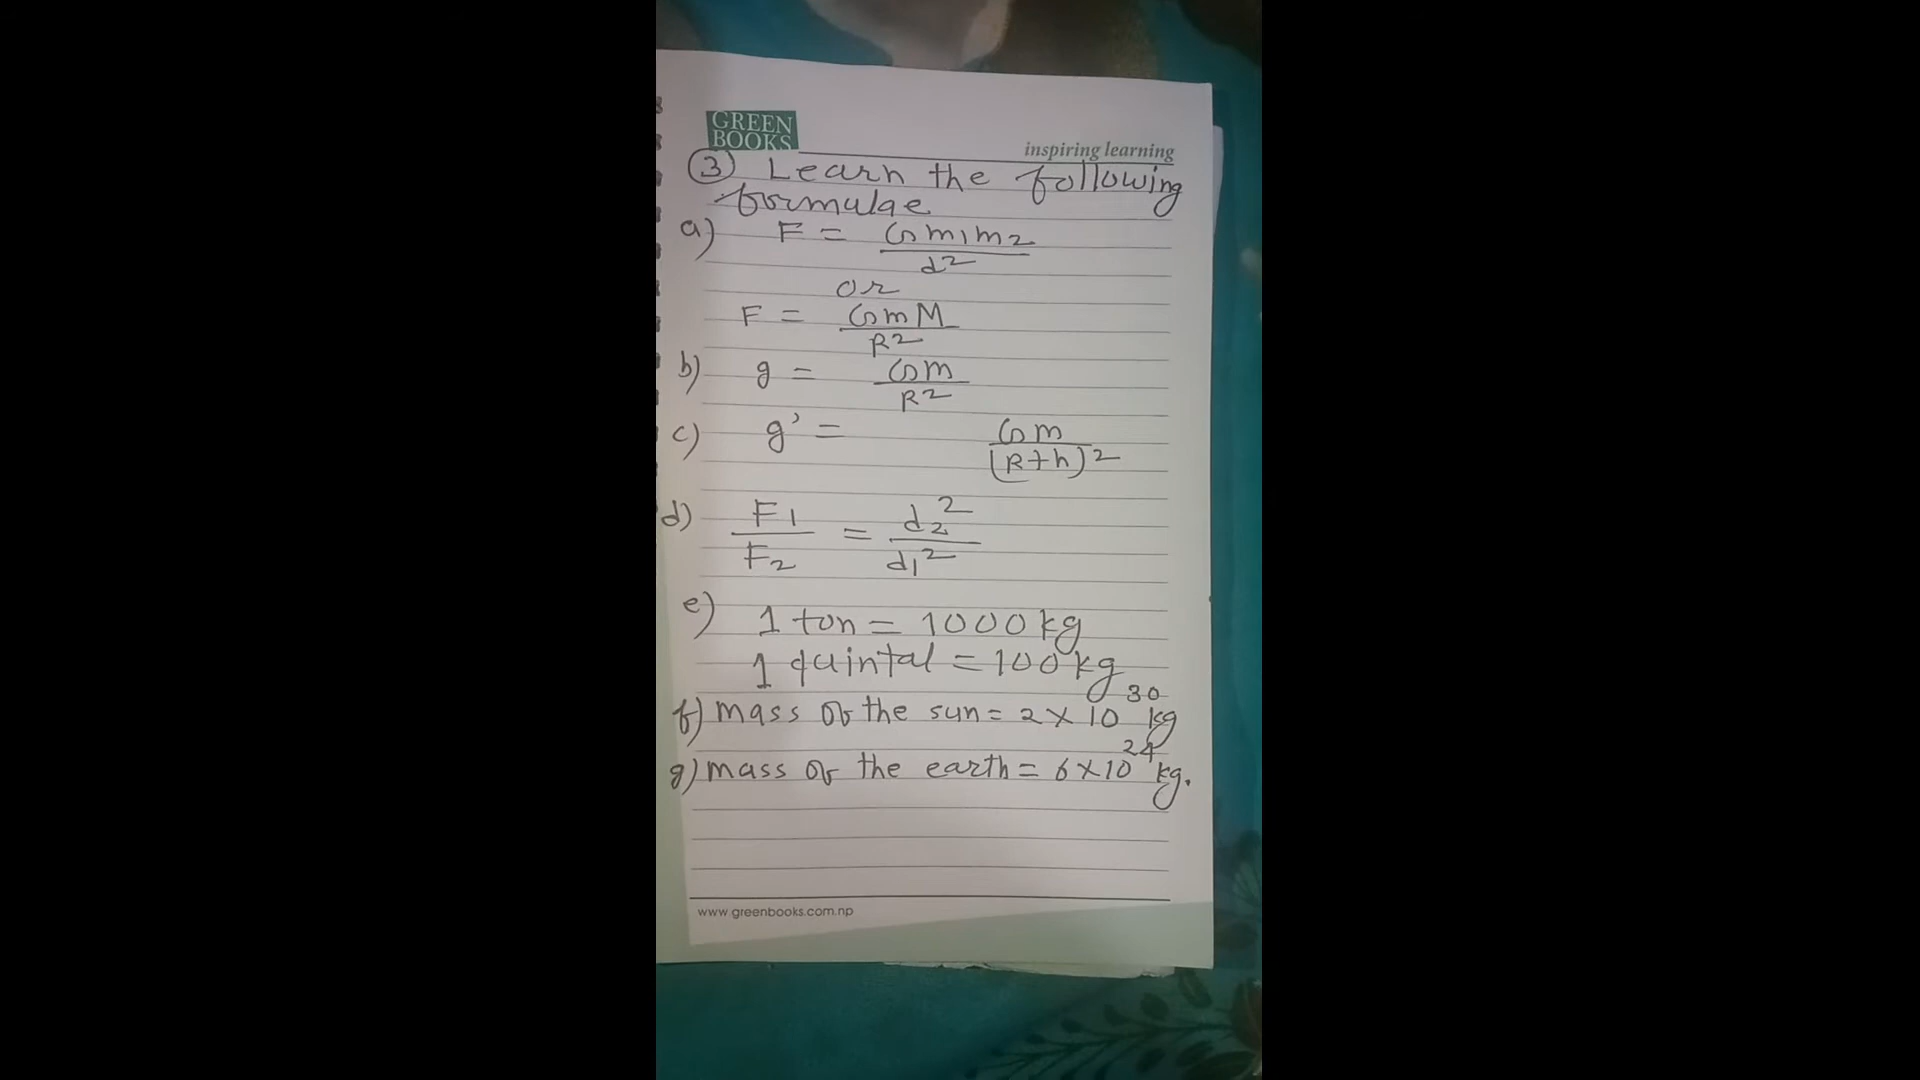 GREEN
BOOKS
inspiring learning
③ Learn the following
formulae
a) F = Gm1m2
d2
or
F = GmM
R2
b) g = Gm
R2
c) g' = Gm
(R+h)2
d) F1 = d2 2
F2 d1 2
e) 1 ton = 1000 kg
1 quintal = 100 kg
f) mass of the sun = 2 × 10 30 kg
g) mass of the earth = 6 × 10 24 kg.
www.greenbooks.com.np